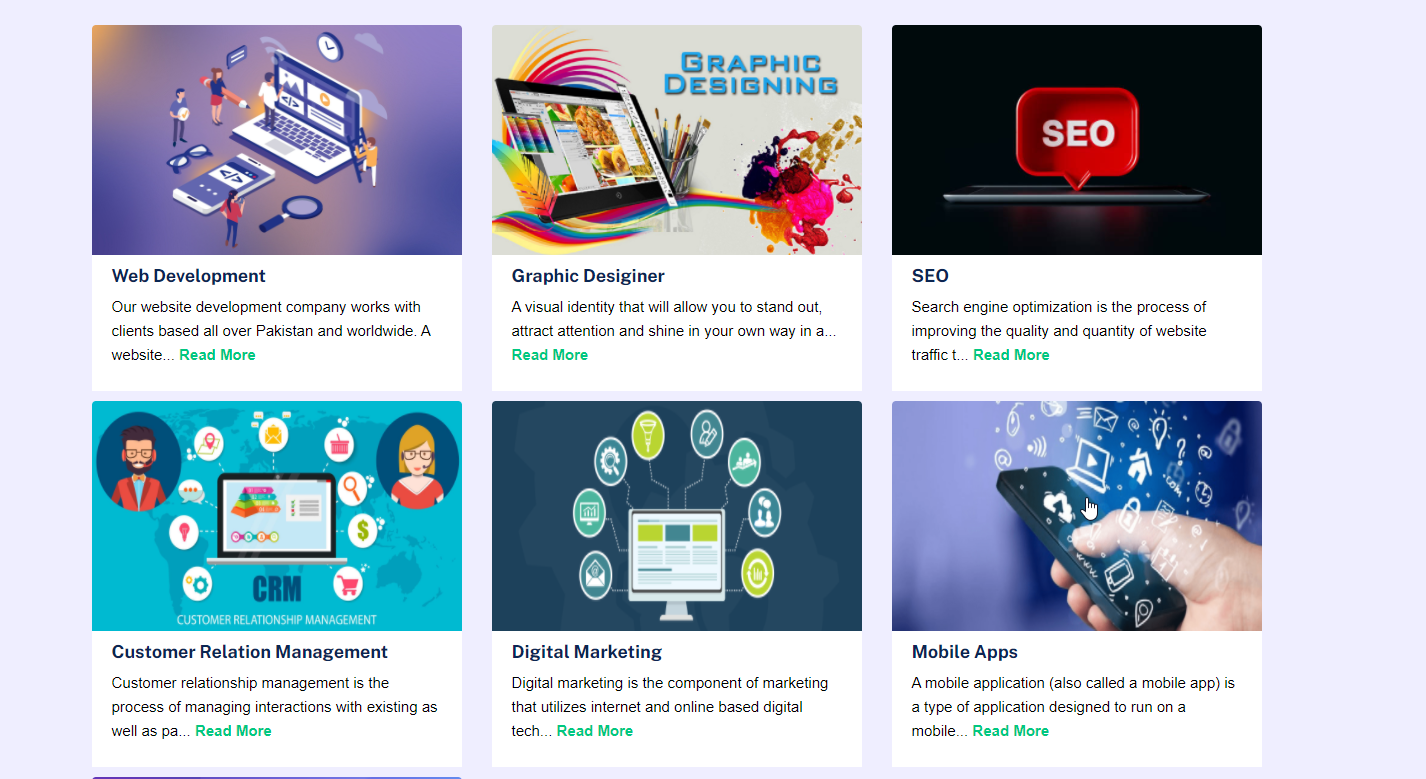 GRAPHIC
DESIGNING
SEO
Web Development
Our website development company works with
clients based all over Pakistan and worldwide. A
website... Read More
Graphic Desiginer
A visual identity that will allow you to stand out,
attract attention and shine in your own way in a...
Read More
SEO
Search engine optimization is the process of
improving the quality and quantity of website
traffic t... Read More
CRM
CUSTOMER RELATIONSHIP MANAGEMENT
.com
www
Customer Relation Management
Customer relationship management is the
process of managing interactions with existing as
well as pa... Read More
Digital Marketing
Digital marketing is the component of marketing
that utilizes internet and online based digital
tech... Read More
Mobile Apps
A mobile application (also called a mobile app) is
a type of application designed to run on a
mobile... Read More